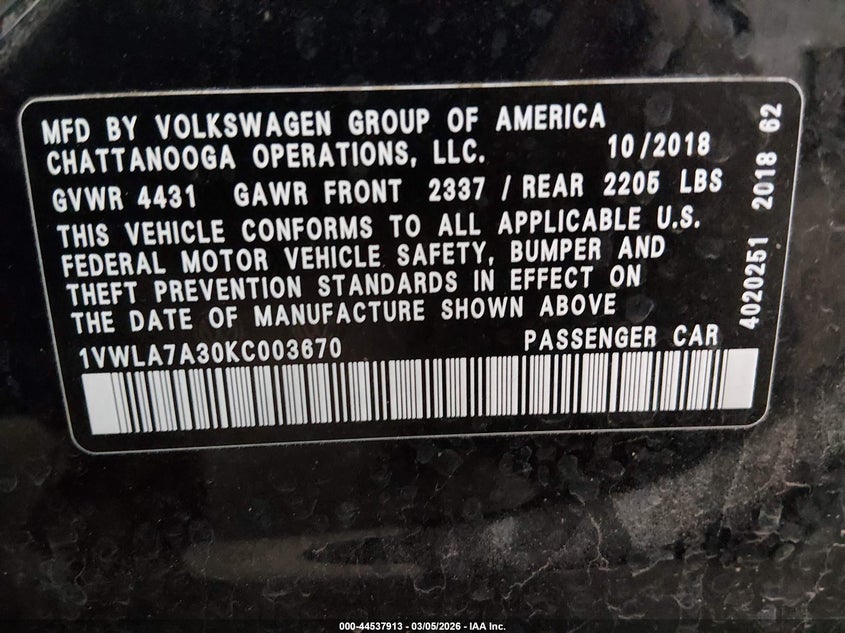 MFD BY VOLKSWAGEN GROUP OF AMERICA
CHATTANOOGA OPERATIONS, LLC. 10/2018
GVWR 4431 GAWR FRONT 2337 / REAR 2205 LBS
THIS VEHICLE CONFORMS TO ALL APPLICABLE U.S.
FEDERAL MOTOR VEHICLE SAFETY, BUMPER AND
THEFT PREVENTION STANDARDS IN EFFECT ON
THE DATE OF MANUFACTURE SHOWN ABOVE
1VWLA7A30KC003670 PASSENGER CAR
4020251 2018 62
000-44537913 - 03/05/2026 - IAA Inc.